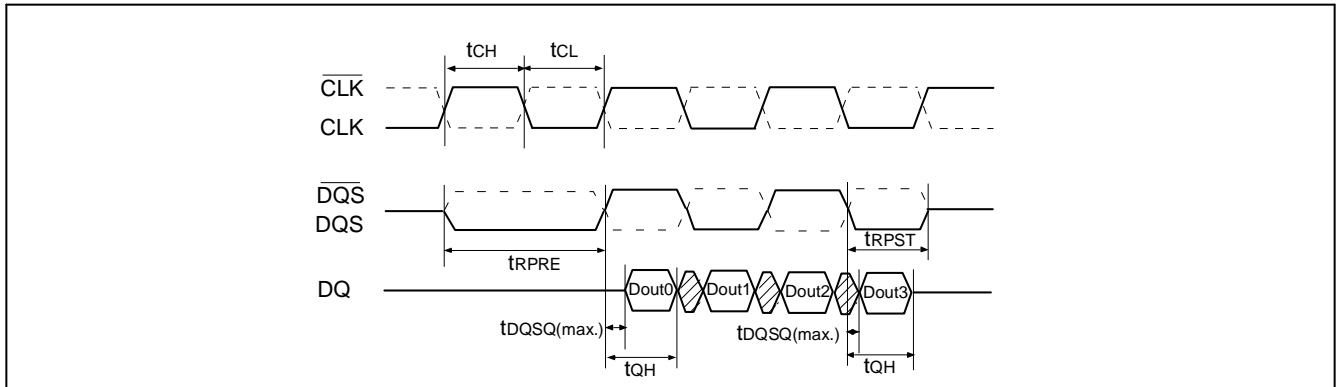 tCH tCL
CLK
CLK
DQS
DQS
tRPRE
tRPST
DQ
Dout0 Dout1 Dout2 Dout3
tDQSQ(max.) tDQSQ(max.)
tQH tQH